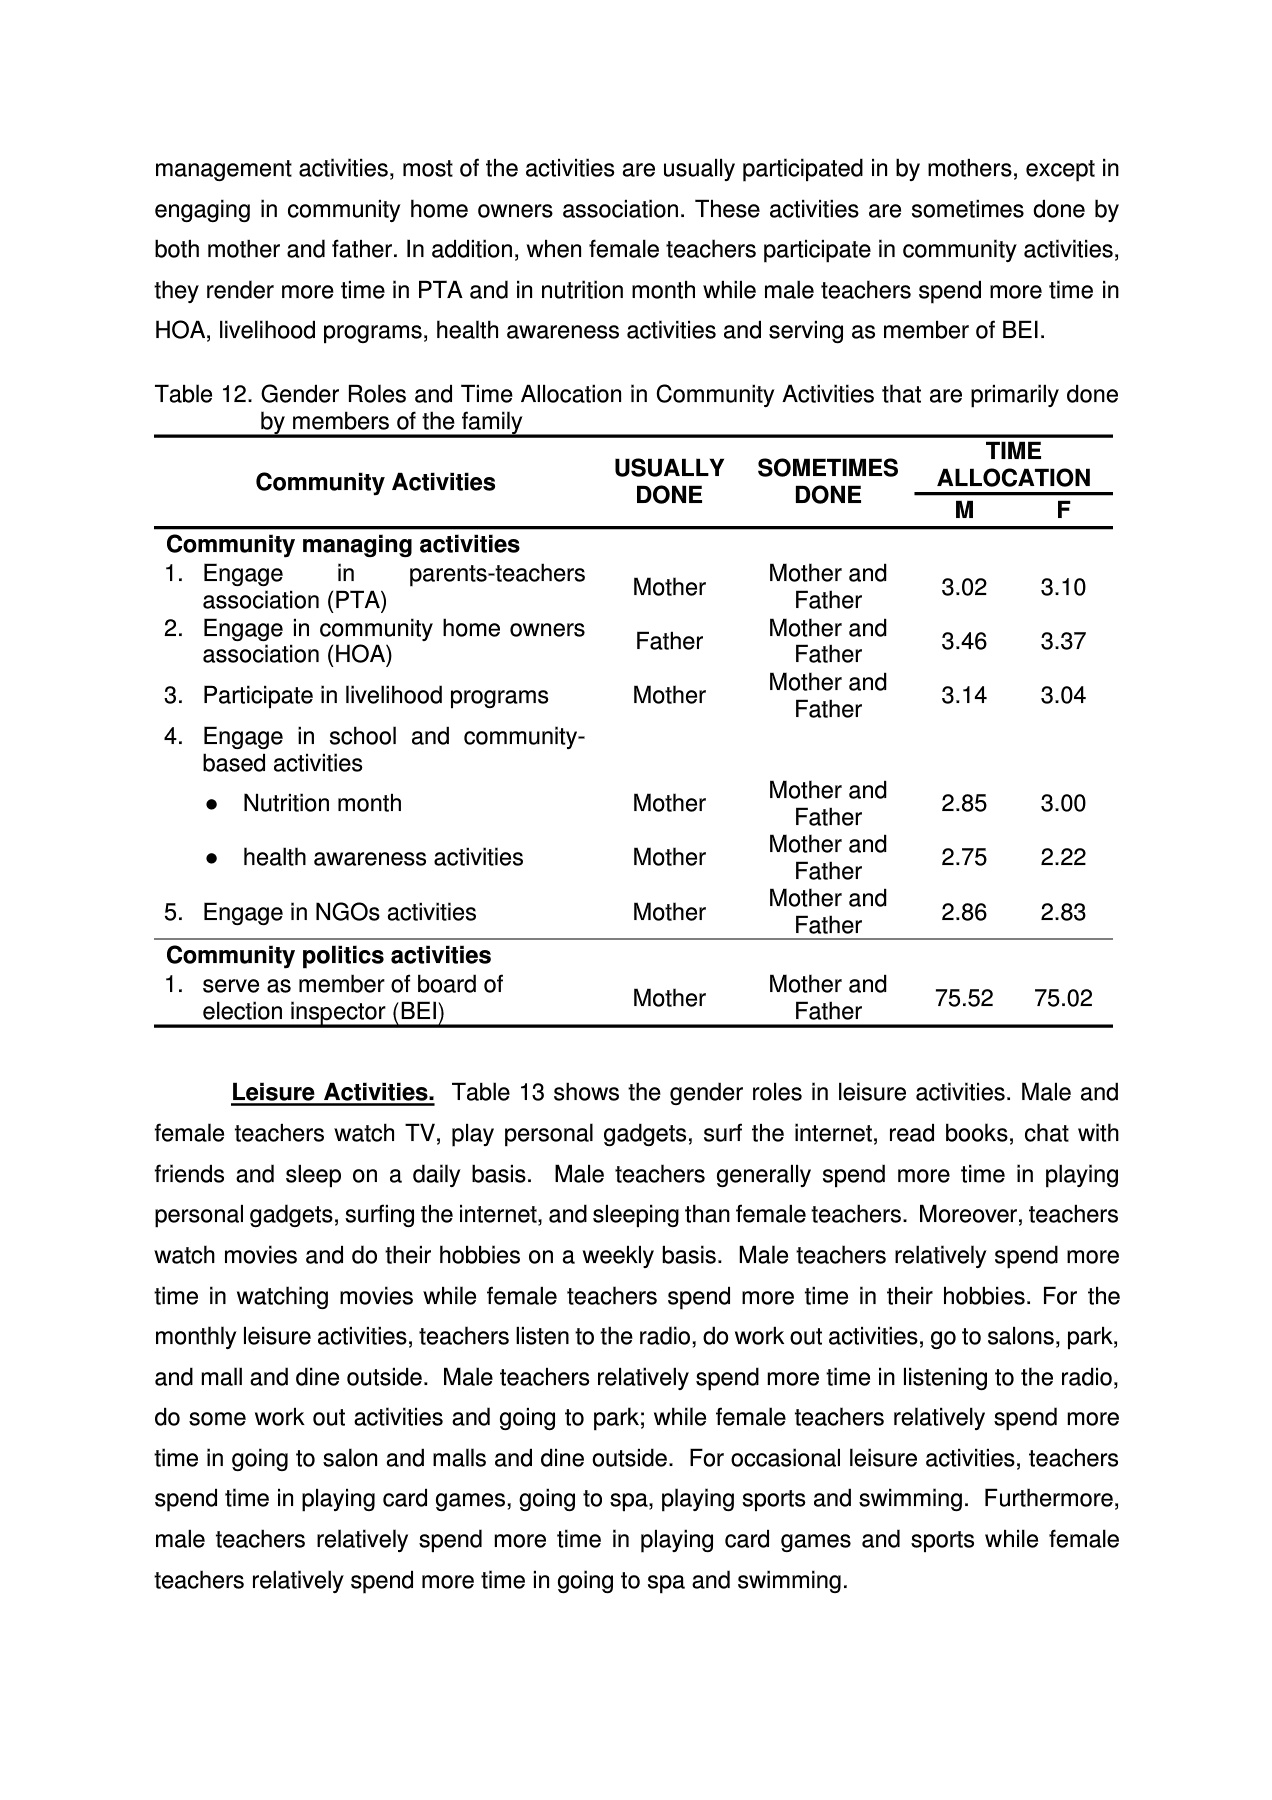 management activities, most of the activities are usually participated in by mothers, except in
engaging in community home owners association. These activities are sometimes done by
both mother and father. In addition, when female teachers participate in community activities,
they render more time in PTA and in nutrition month while male teachers spend more time in
HOA, livelihood programs, health awareness activities and serving as member of BEI.
Table 12. Gender Roles and Time Allocation in Community Activities that are primarily done
by members of the family
Community Activities USUALLY DONE SOMETIMES DONE TIME ALLOCATION
M F
Community managing activities
1. Engage in parents-teachers association (PTA) Mother Mother and Father 3.02 3.10
2. Engage in community home owners association (HOA) Father Mother and Father 3.46 3.37
3. Participate in livelihood programs Mother Mother and Father 3.14 3.04
4. Engage in school and community-
based activities
● Nutrition month Mother Mother and Father 2.85 3.00
● health awareness activities Mother Mother and Father 2.75 2.22
5. Engage in NGOs activities Mother Mother and Father 2.86 2.83
Community politics activities
1. serve as member of board of election inspector (BEI) Mother Mother and Father 75.52 75.02
Leisure Activities. Table 13 shows the gender roles in leisure activities. Male and
female teachers watch TV, play personal gadgets, surf the internet, read books, chat with
friends and sleep on a daily basis. Male teachers generally spend more time in playing
personal gadgets, surfing the internet, and sleeping than female teachers. Moreover, teachers
watch movies and do their hobbies on a weekly basis. Male teachers relatively spend more
time in watching movies while female teachers spend more time in their hobbies. For the
monthly leisure activities, teachers listen to the radio, do work out activities, go to salons, park,
and mall and dine outside. Male teachers relatively spend more time in listening to the radio,
do some work out activities and going to park; while female teachers relatively spend more
time in going to salon and malls and dine outside. For occasional leisure activities, teachers
spend time in playing card games, going to spa, playing sports and swimming. Furthermore,
male teachers relatively spend more time in playing card games and sports while female
teachers relatively spend more time in going to spa and swimming.